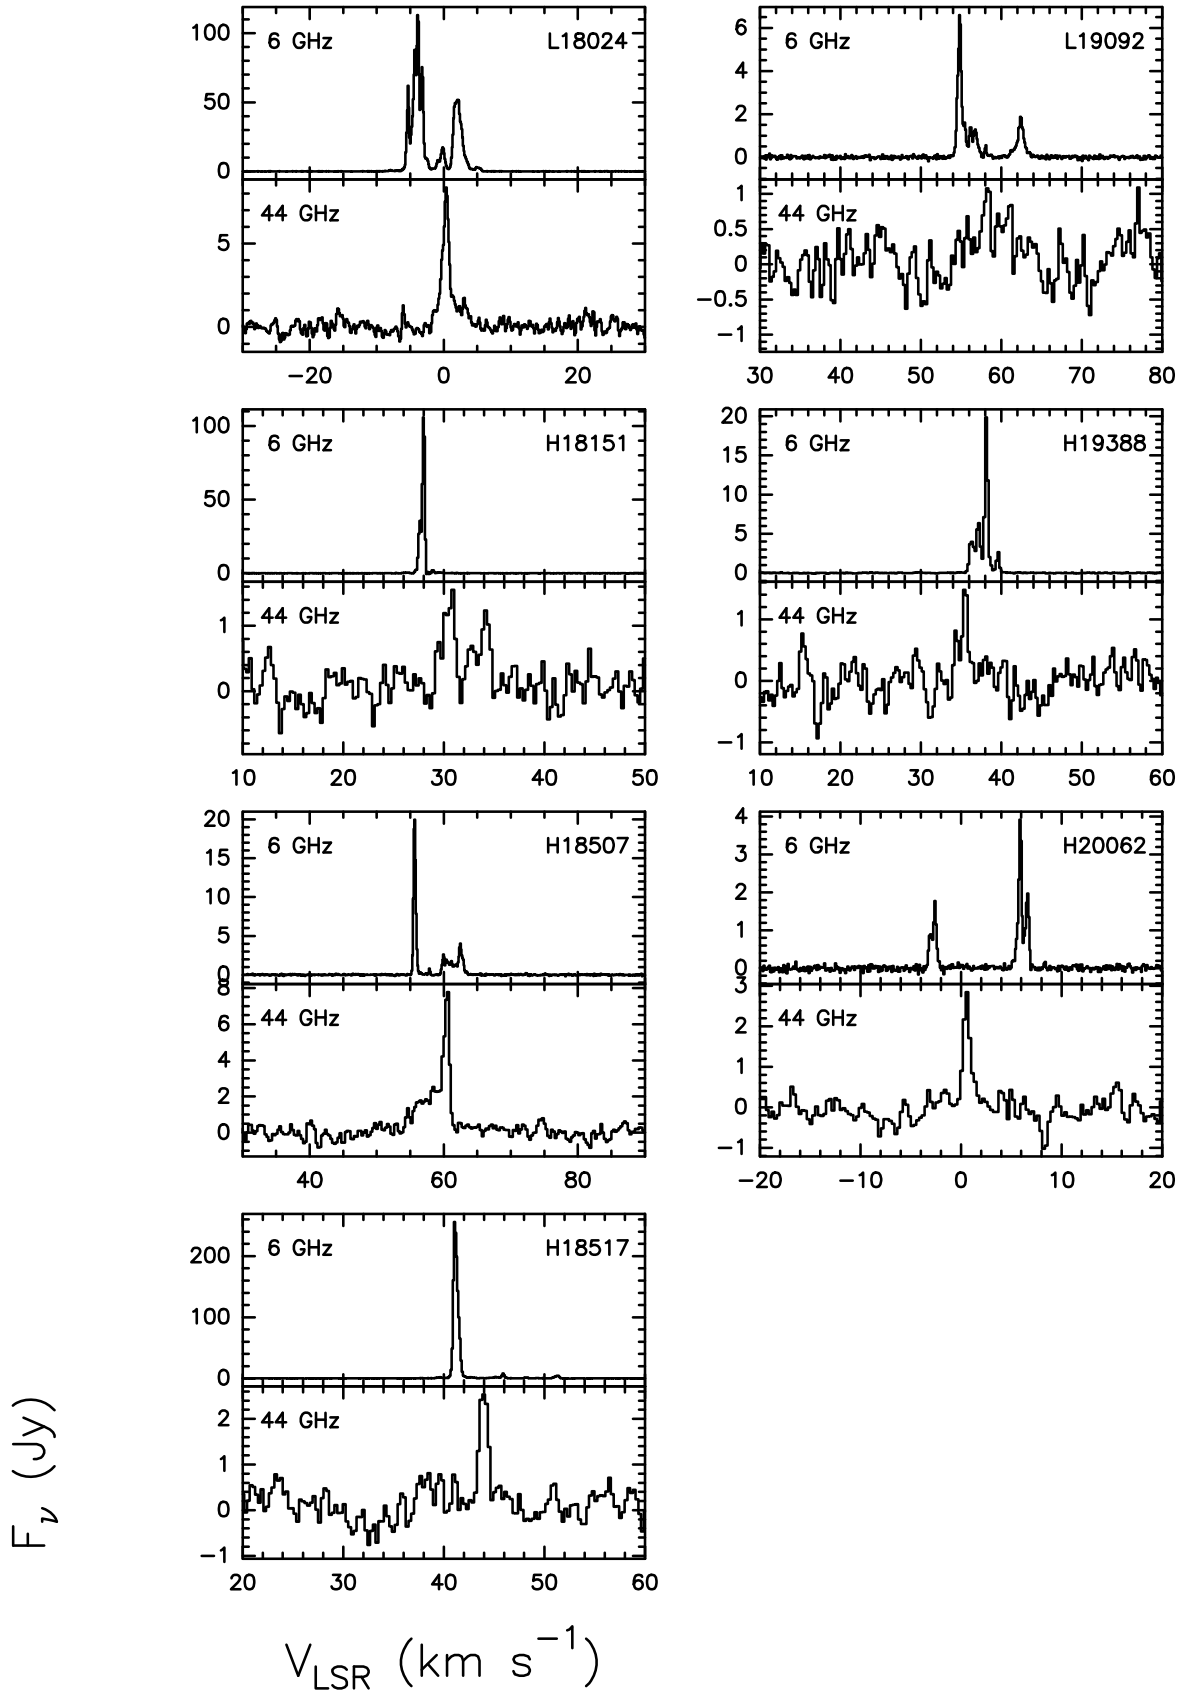 6 GHz L18024
100
50
0
44 GHz
5
0
−20 0 20
6 GHz L19092
6
4
2
0
44 GHz
1
0.5
0
−0.5
−1
30 40 50 60 70 80
6 GHz H18151
100
50
0
44 GHz
1
0
10 20 30 40 50
6 GHz H19388
20
15
10
5
0
44 GHz
1
0
−1
10 20 30 40 50 60
6 GHz H18507
20
15
10
5
0
44 GHz
8
6
4
2
0
40 60 80
6 GHz H20062
4
3
2
1
0
44 GHz
3
2
1
0
−1
−20 −10 0 10 20
6 GHz H18517
200
100
0
44 GHz
2
1
0
−1
20 30 40 50 60
F_ν (Jy)
V_LSR (km s^−1)